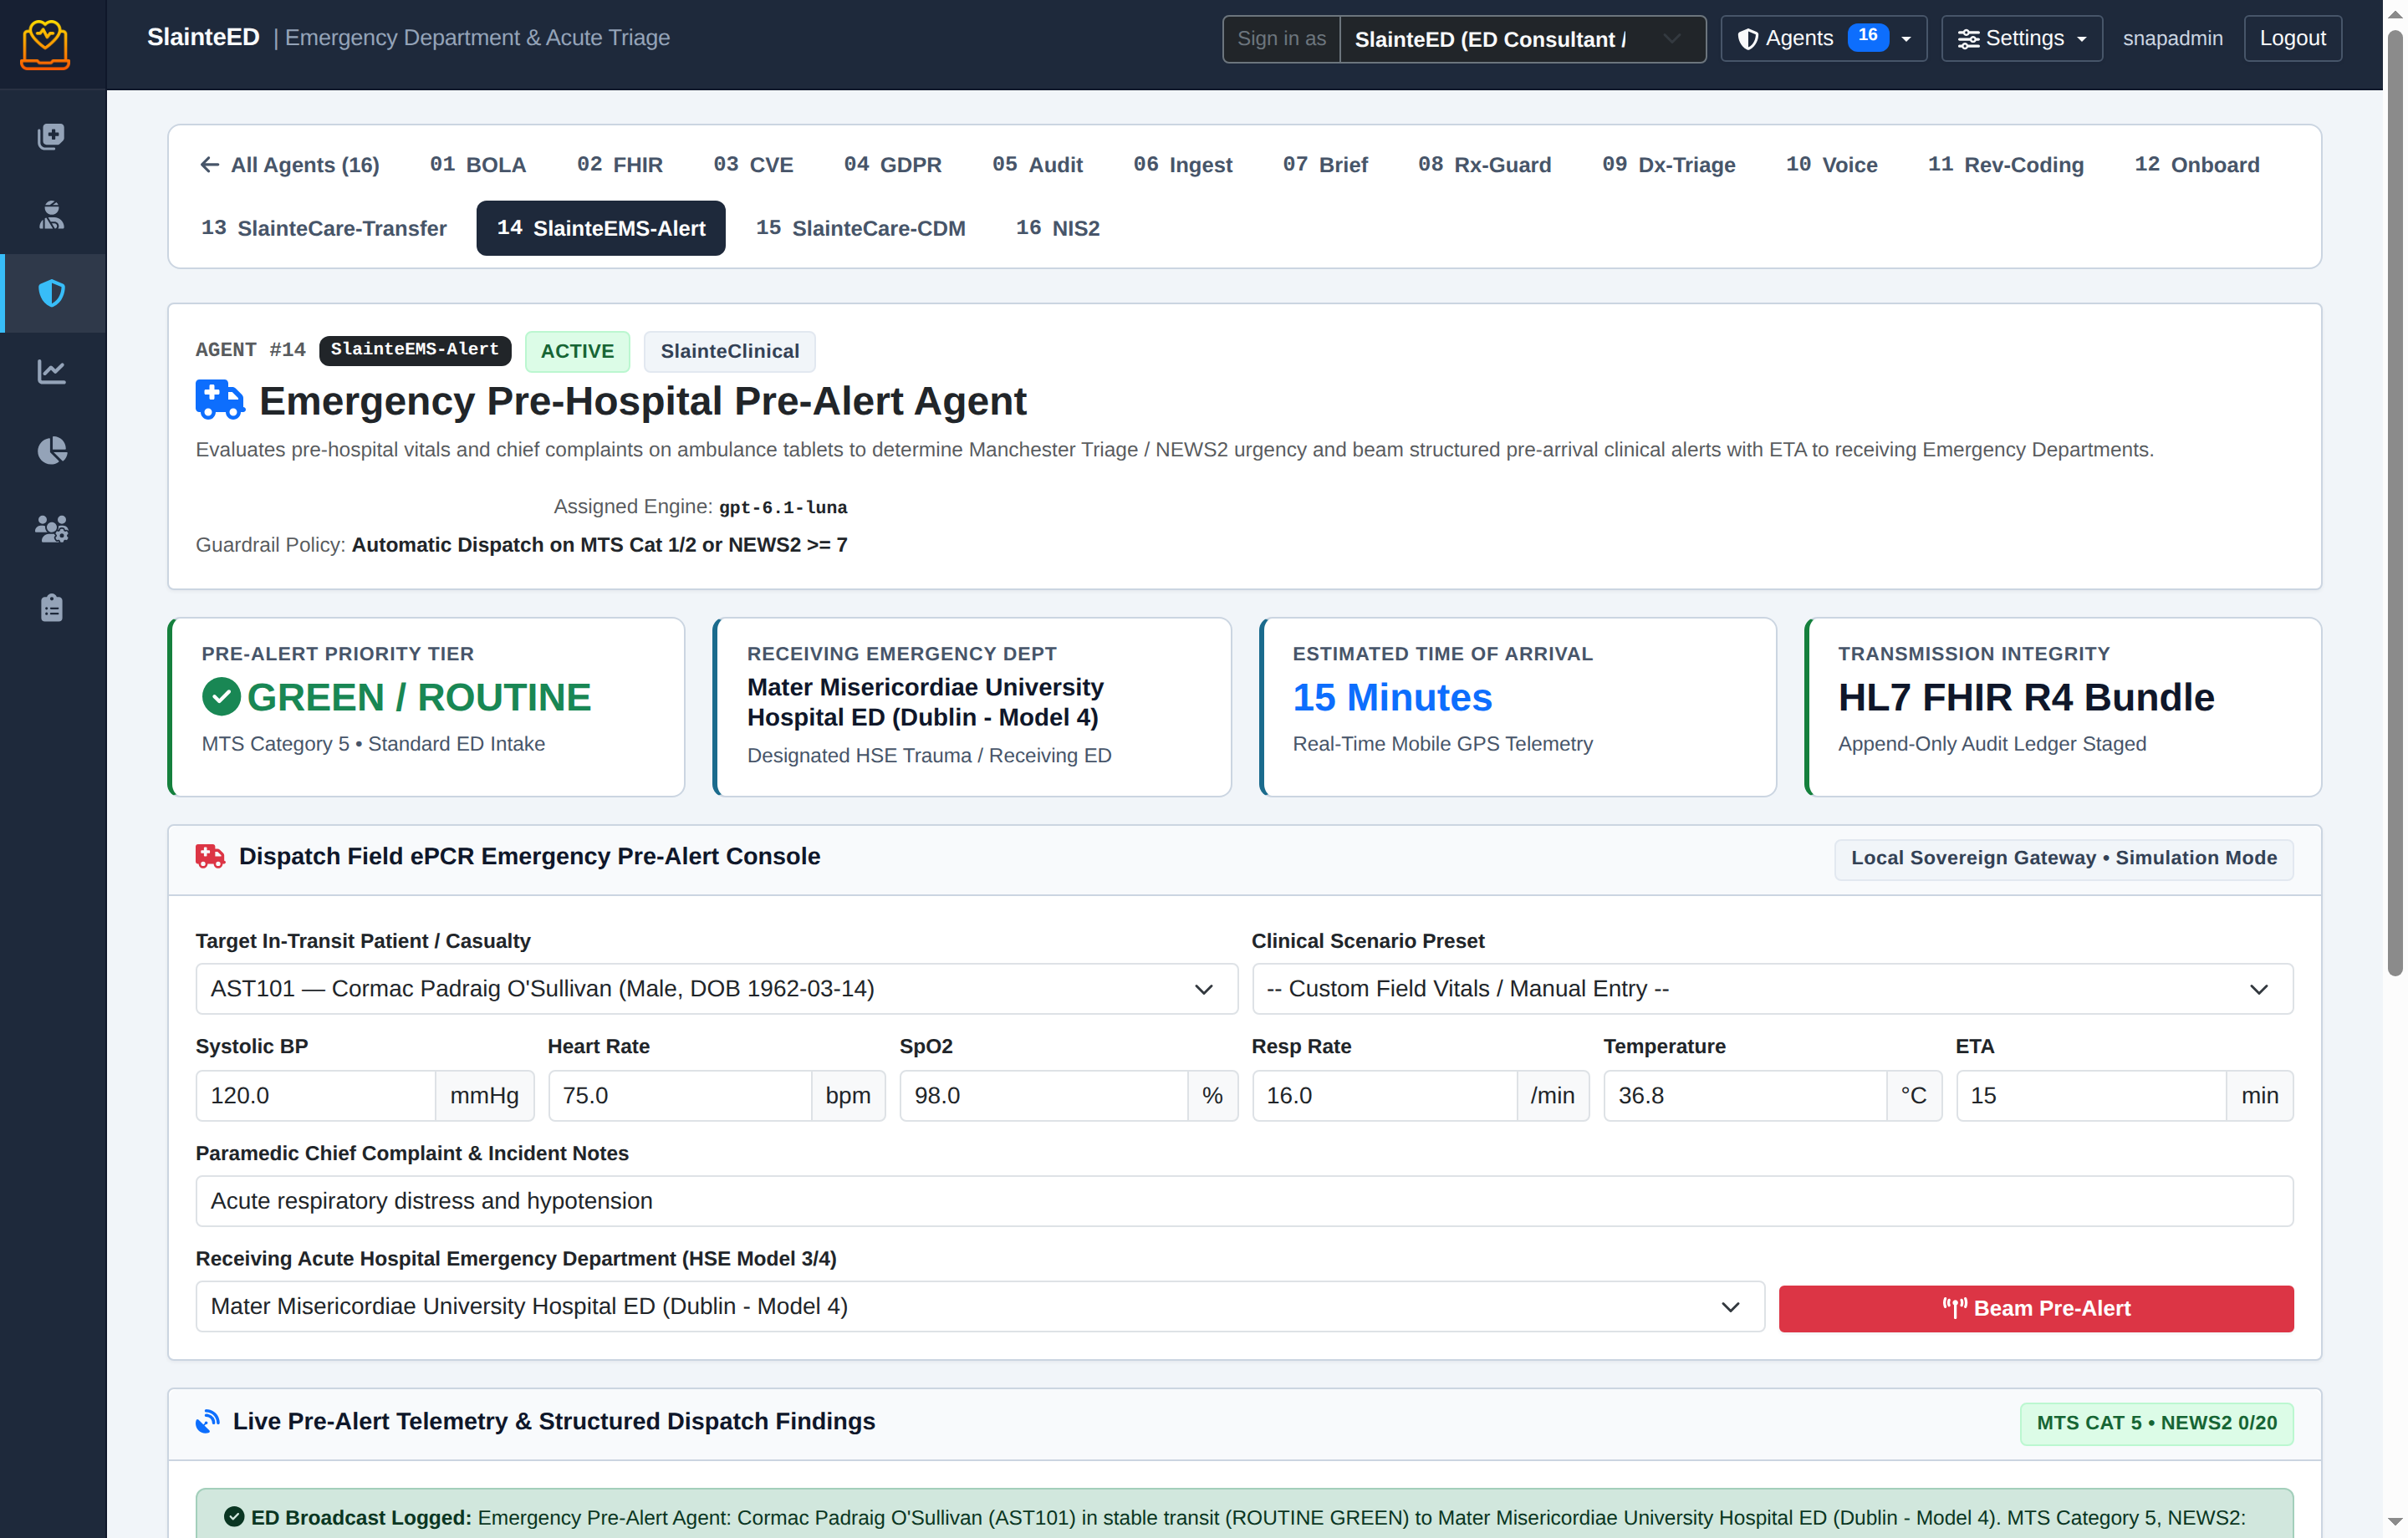 SlainteED | Emergency Department & Acute Triage
Sign in as SlainteED (ED Consultant /
Agents 16
Settings
snapadmin
Logout
All Agents (16) 01 BOLA 02 FHIR 03 CVE 04 GDPR 05 Audit 06 Ingest 07 Brief 08 Rx-Guard 09 Dx-Triage 10 Voice 11 Rev-Coding 12 Onboard
13 SlainteCare-Transfer 14 SlainteEMS-Alert 15 SlainteCare-CDM 16 NIS2
AGENT #14 SlainteEMS-Alert ACTIVE SlainteClinical
Emergency Pre-Hospital Pre-Alert Agent
Evaluates pre-hospital vitals and chief complaints on ambulance tablets to determine Manchester Triage / NEWS2 urgency and beam structured pre-arrival clinical alerts with ETA to receiving Emergency Departments.
Assigned Engine: gpt-6.1-luna
Guardrail Policy: Automatic Dispatch on MTS Cat 1/2 or NEWS2 >= 7
PRE-ALERT PRIORITY TIER
GREEN / ROUTINE
MTS Category 5 • Standard ED Intake
RECEIVING EMERGENCY DEPT
Mater Misericordiae University
Hospital ED (Dublin - Model 4)
Designated HSE Trauma / Receiving ED
ESTIMATED TIME OF ARRIVAL
15 Minutes
Real-Time Mobile GPS Telemetry
TRANSMISSION INTEGRITY
HL7 FHIR R4 Bundle
Append-Only Audit Ledger Staged
Dispatch Field ePCR Emergency Pre-Alert Console
Local Sovereign Gateway • Simulation Mode
Target In-Transit Patient / Casualty
AST101 — Cormac Padraig O'Sullivan (Male, DOB 1962-03-14)
Clinical Scenario Preset
-- Custom Field Vitals / Manual Entry --
Systolic BP Heart Rate SpO2 Resp Rate Temperature ETA
120.0 mmHg 75.0 bpm 98.0 % 16.0 /min 36.8 °C 15 min
Paramedic Chief Complaint & Incident Notes
Acute respiratory distress and hypotension
Receiving Acute Hospital Emergency Department (HSE Model 3/4)
Mater Misericordiae University Hospital ED (Dublin - Model 4)
Beam Pre-Alert
Live Pre-Alert Telemetry & Structured Dispatch Findings
MTS CAT 5 • NEWS2 0/20
ED Broadcast Logged: Emergency Pre-Alert Agent: Cormac Padraig O'Sullivan (AST101) in stable transit (ROUTINE GREEN) to Mater Misericordiae University Hospital ED (Dublin - Model 4). MTS Category 5, NEWS2: